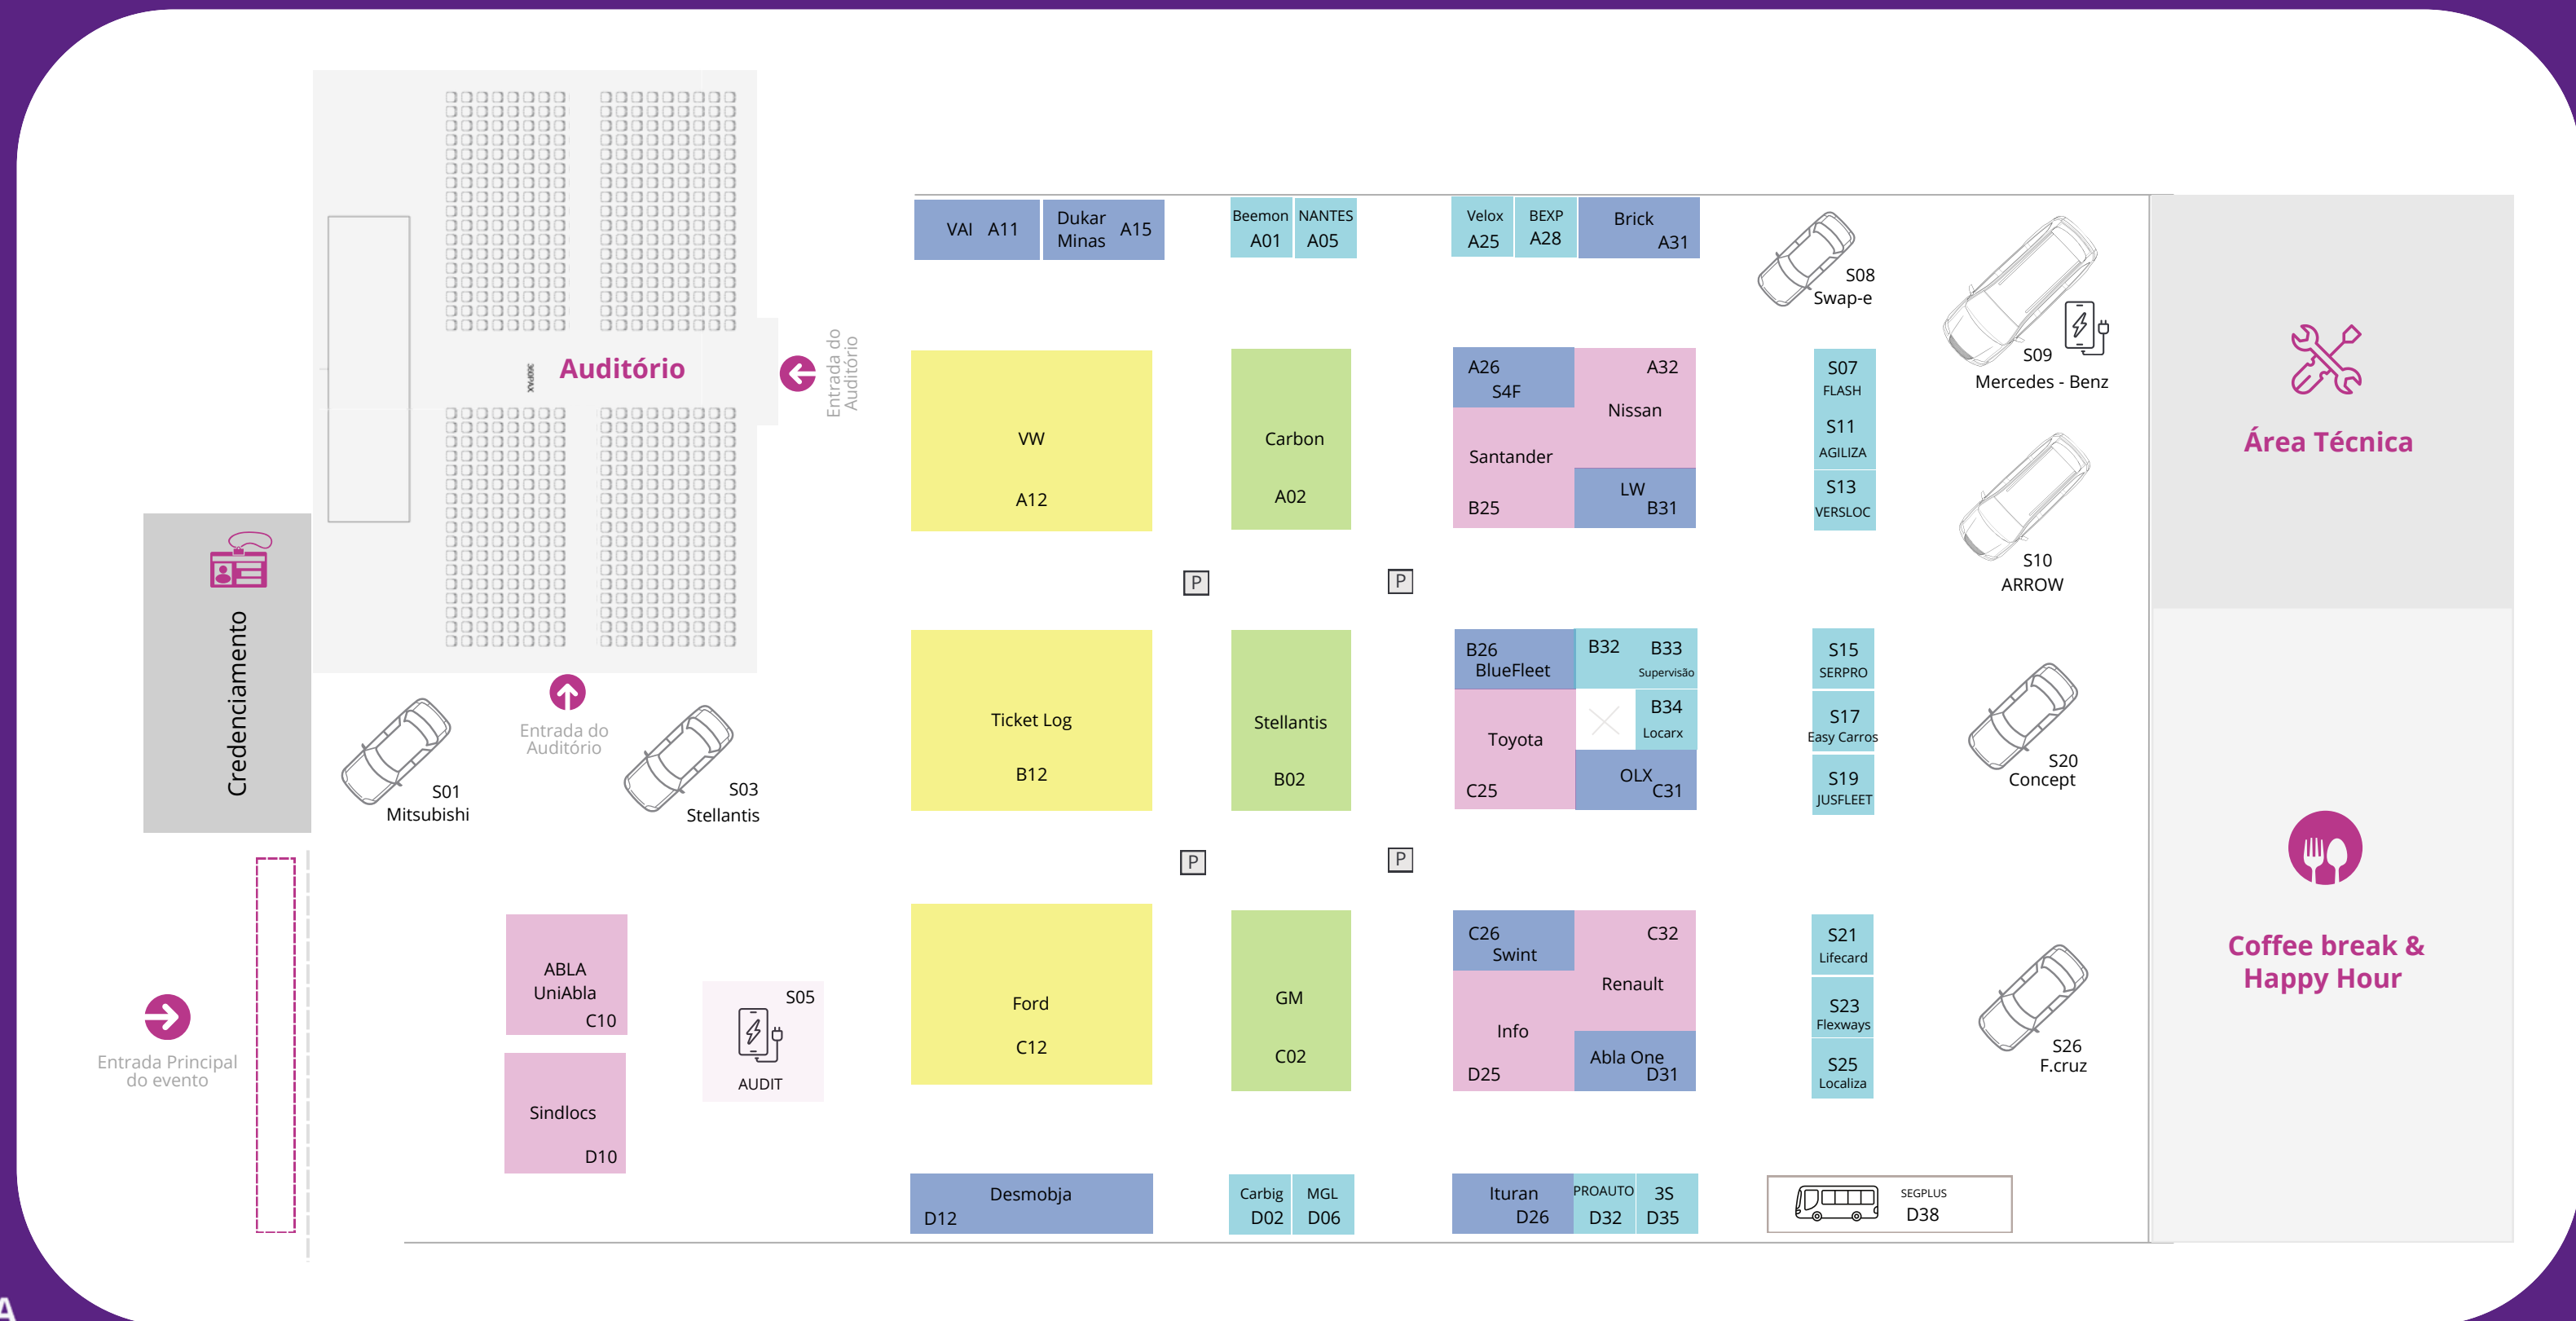 Auditório
360PAX
Entrada do
Auditório
Credenciamento
Entrada do
Auditório
S01
Mitsubishi
S03
Stellantis
Entrada Principal
do evento
ABLA
UniAbla
C10
Sindlocs
D10
S05
AUDIT
VAI A11
Dukar
Minas A15
Beemon
A01
NANTES
A05
Velox
A25
BEXP
A28
Brick
A31
VW
A12
Carbon
A02
A26
S4F
A32
Nissan
Santander
B25
LW
B31
S07
FLASH
S11
AGILIZA
S13
VERSLOC
S08
Swap-e
S09
Mercedes - Benz
S10
ARROW
P
P
Ticket Log
B12
Stellantis
B02
B26
BlueFleet
B32
B33
Supervisão
B34
Locarx
Toyota
C25
OLX
C31
S15
SERPRO
S17
Easy Carros
S19
JUSFLEET
S20
Concept
P
P
Ford
C12
GM
C02
C26
Swint
C32
Renault
Info
D25
Abla One
D31
S21
Lifecard
S23
Flexways
S25
Localiza
S26
F.cruz
Desmobja
D12
Carbig
D02
MGL
D06
Ituran
D26
PROAUTO
D32
3S
D35
SEGPLUS
D38
Área Técnica
Coffee break &
Happy Hour
A